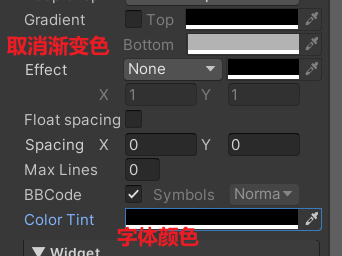 Gradient Top
取消渐变色 Bottom
Effect None
X 1 Y 1
Float spacing
Spacing X 0 Y 0
Max Lines 0
BBCode Symbols Norma
Color Tint
字体颜色
Widget